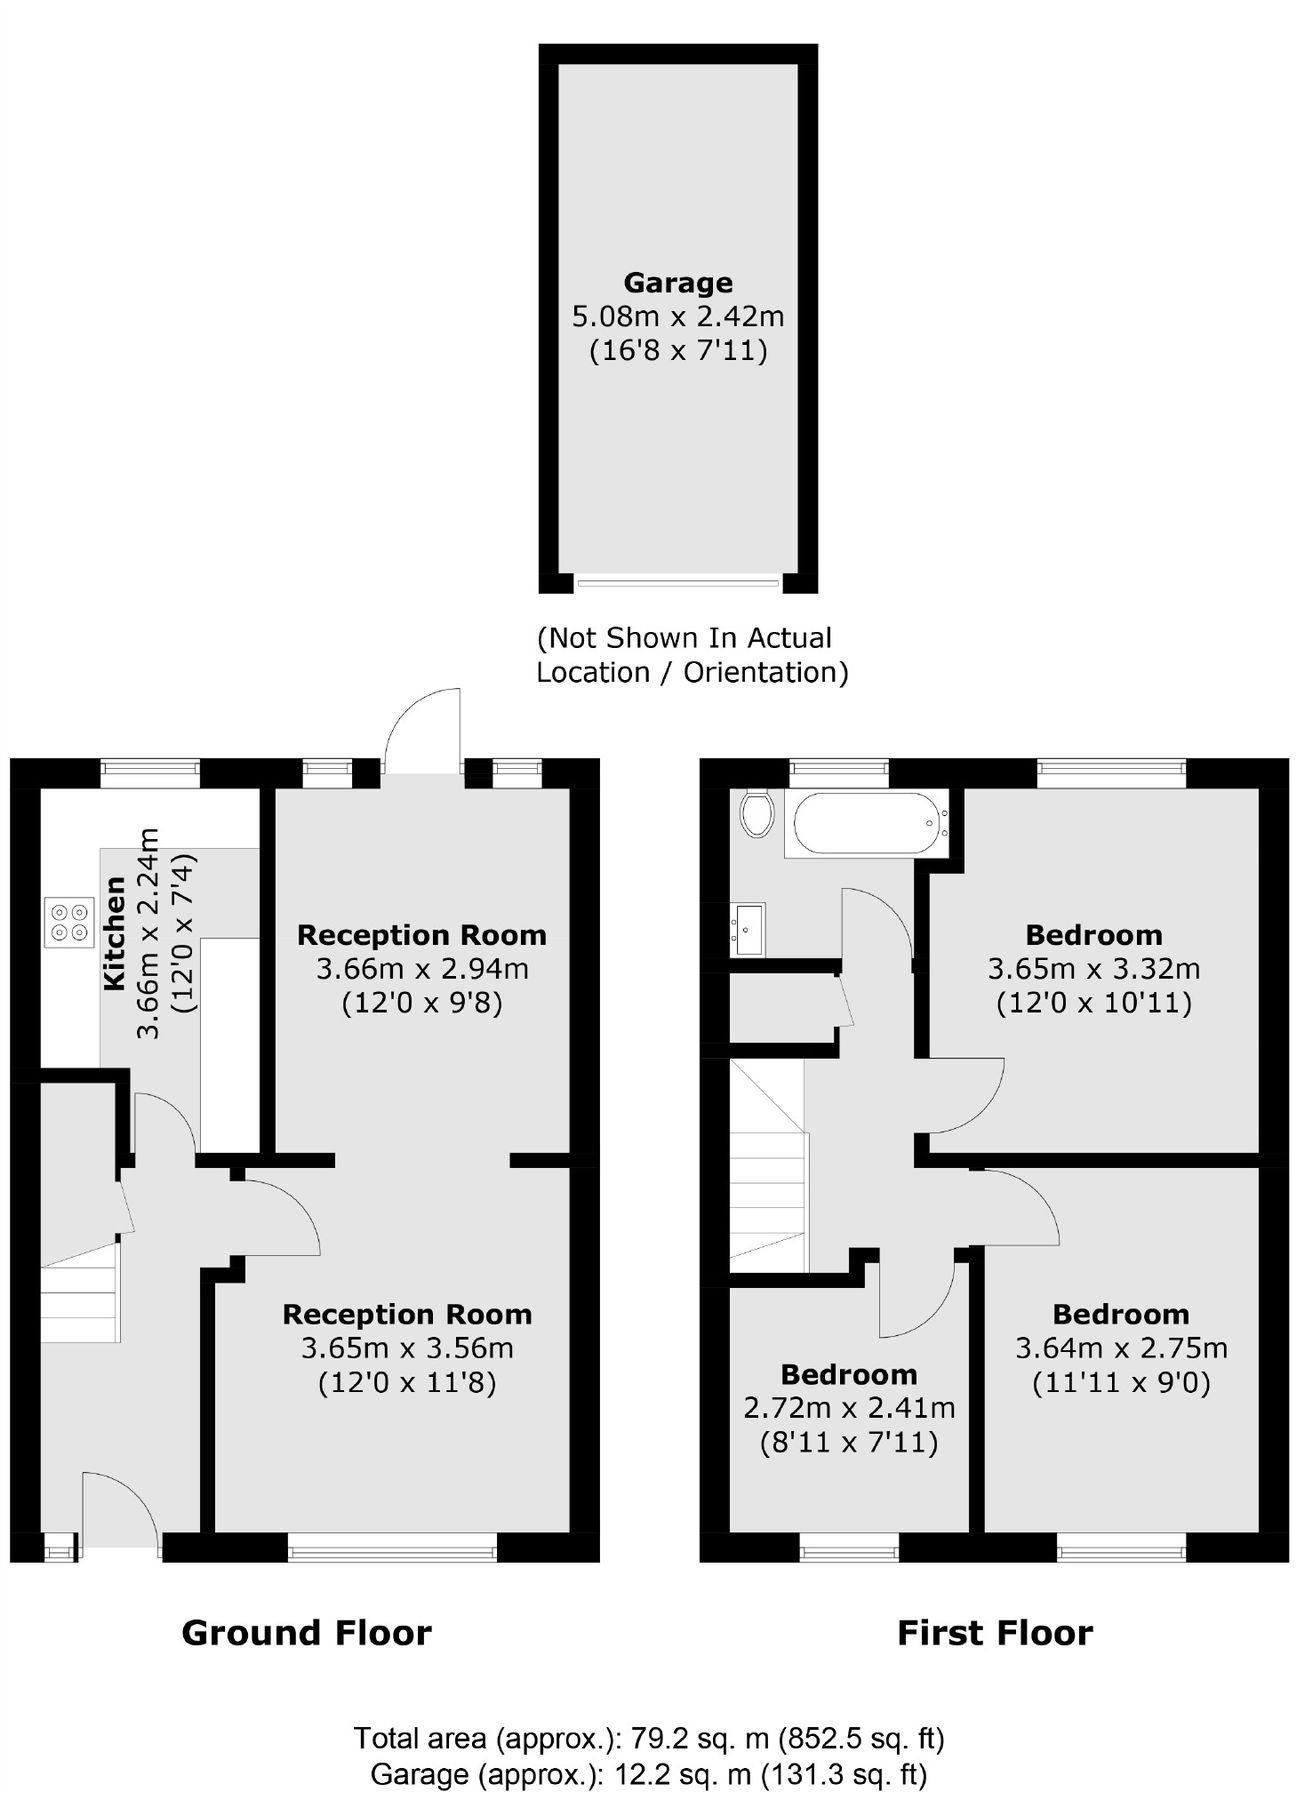 Garage
5.08m x 2.42m
(16'8 x 7'11)
(Not Shown In Actual
Location / Orientation)
Kitchen
3.66m x 2.24m
(12'0 x 7'4)
Reception Room
3.66m x 2.94m
(12'0 x 9'8)
Reception Room
3.65m x 3.56m
(12'0 x 11'8)
Bedroom
3.65m x 3.32m
(12'0 x 10'11)
Bedroom
3.64m x 2.75m
(11'11 x 9'0)
Bedroom
2.72m x 2.41m
(8'11 x 7'11)
Ground Floor
First Floor
Total area (approx.): 79.2 sq. m (852.5 sq. ft)
Garage (approx.): 12.2 sq. m (131.3 sq. ft)